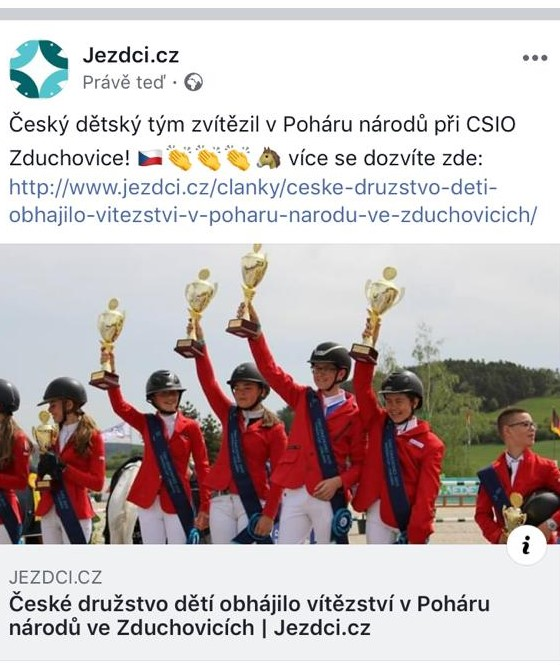 Jezdci.cz
Právě teď ·
Český dětský tým zvítězil v Poháru národů při CSIO
Zduchovice! 🇨🇿👏👏👏🐴 více se dozvíte zde:
http://www.jezdci.cz/clanky/ceske-druzstvo-deti-
obhajilo-vitezstvi-v-poharu-narodu-ve-zduchovicich/
JEZDCI.CZ
České družstvo dětí obhájilo vítězství v Poháru
národů ve Zduchovicích | Jezdci.cz